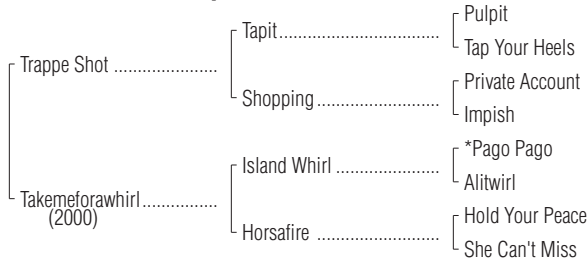 Pulpit
Tapit
Tap Your Heels
Trappe Shot
Private Account
Shopping
Impish
*Pago Pago
Island Whirl
Alitwirl
Takemeforawhirl
(2000)
Hold Your Peace
Horsafire
She Can't Miss